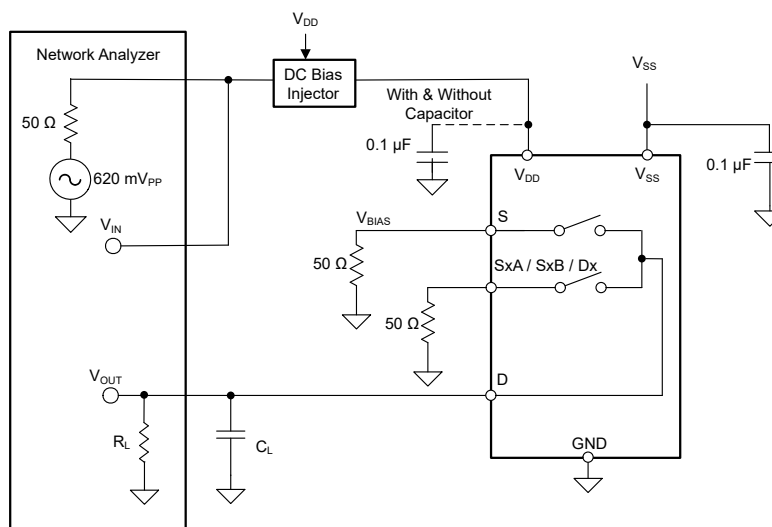 Network Analyzer
V_DD
DC Bias
Injector
V_SS
With & Without
Capacitor
50 Ω
0.1 µF
0.1 µF
620 mV_PP
V_DD
V_SS
V_IN
V_BIAS
S
50 Ω
SxA / SxB / Dx
50 Ω
V_OUT
D
R_L
C_L
GND